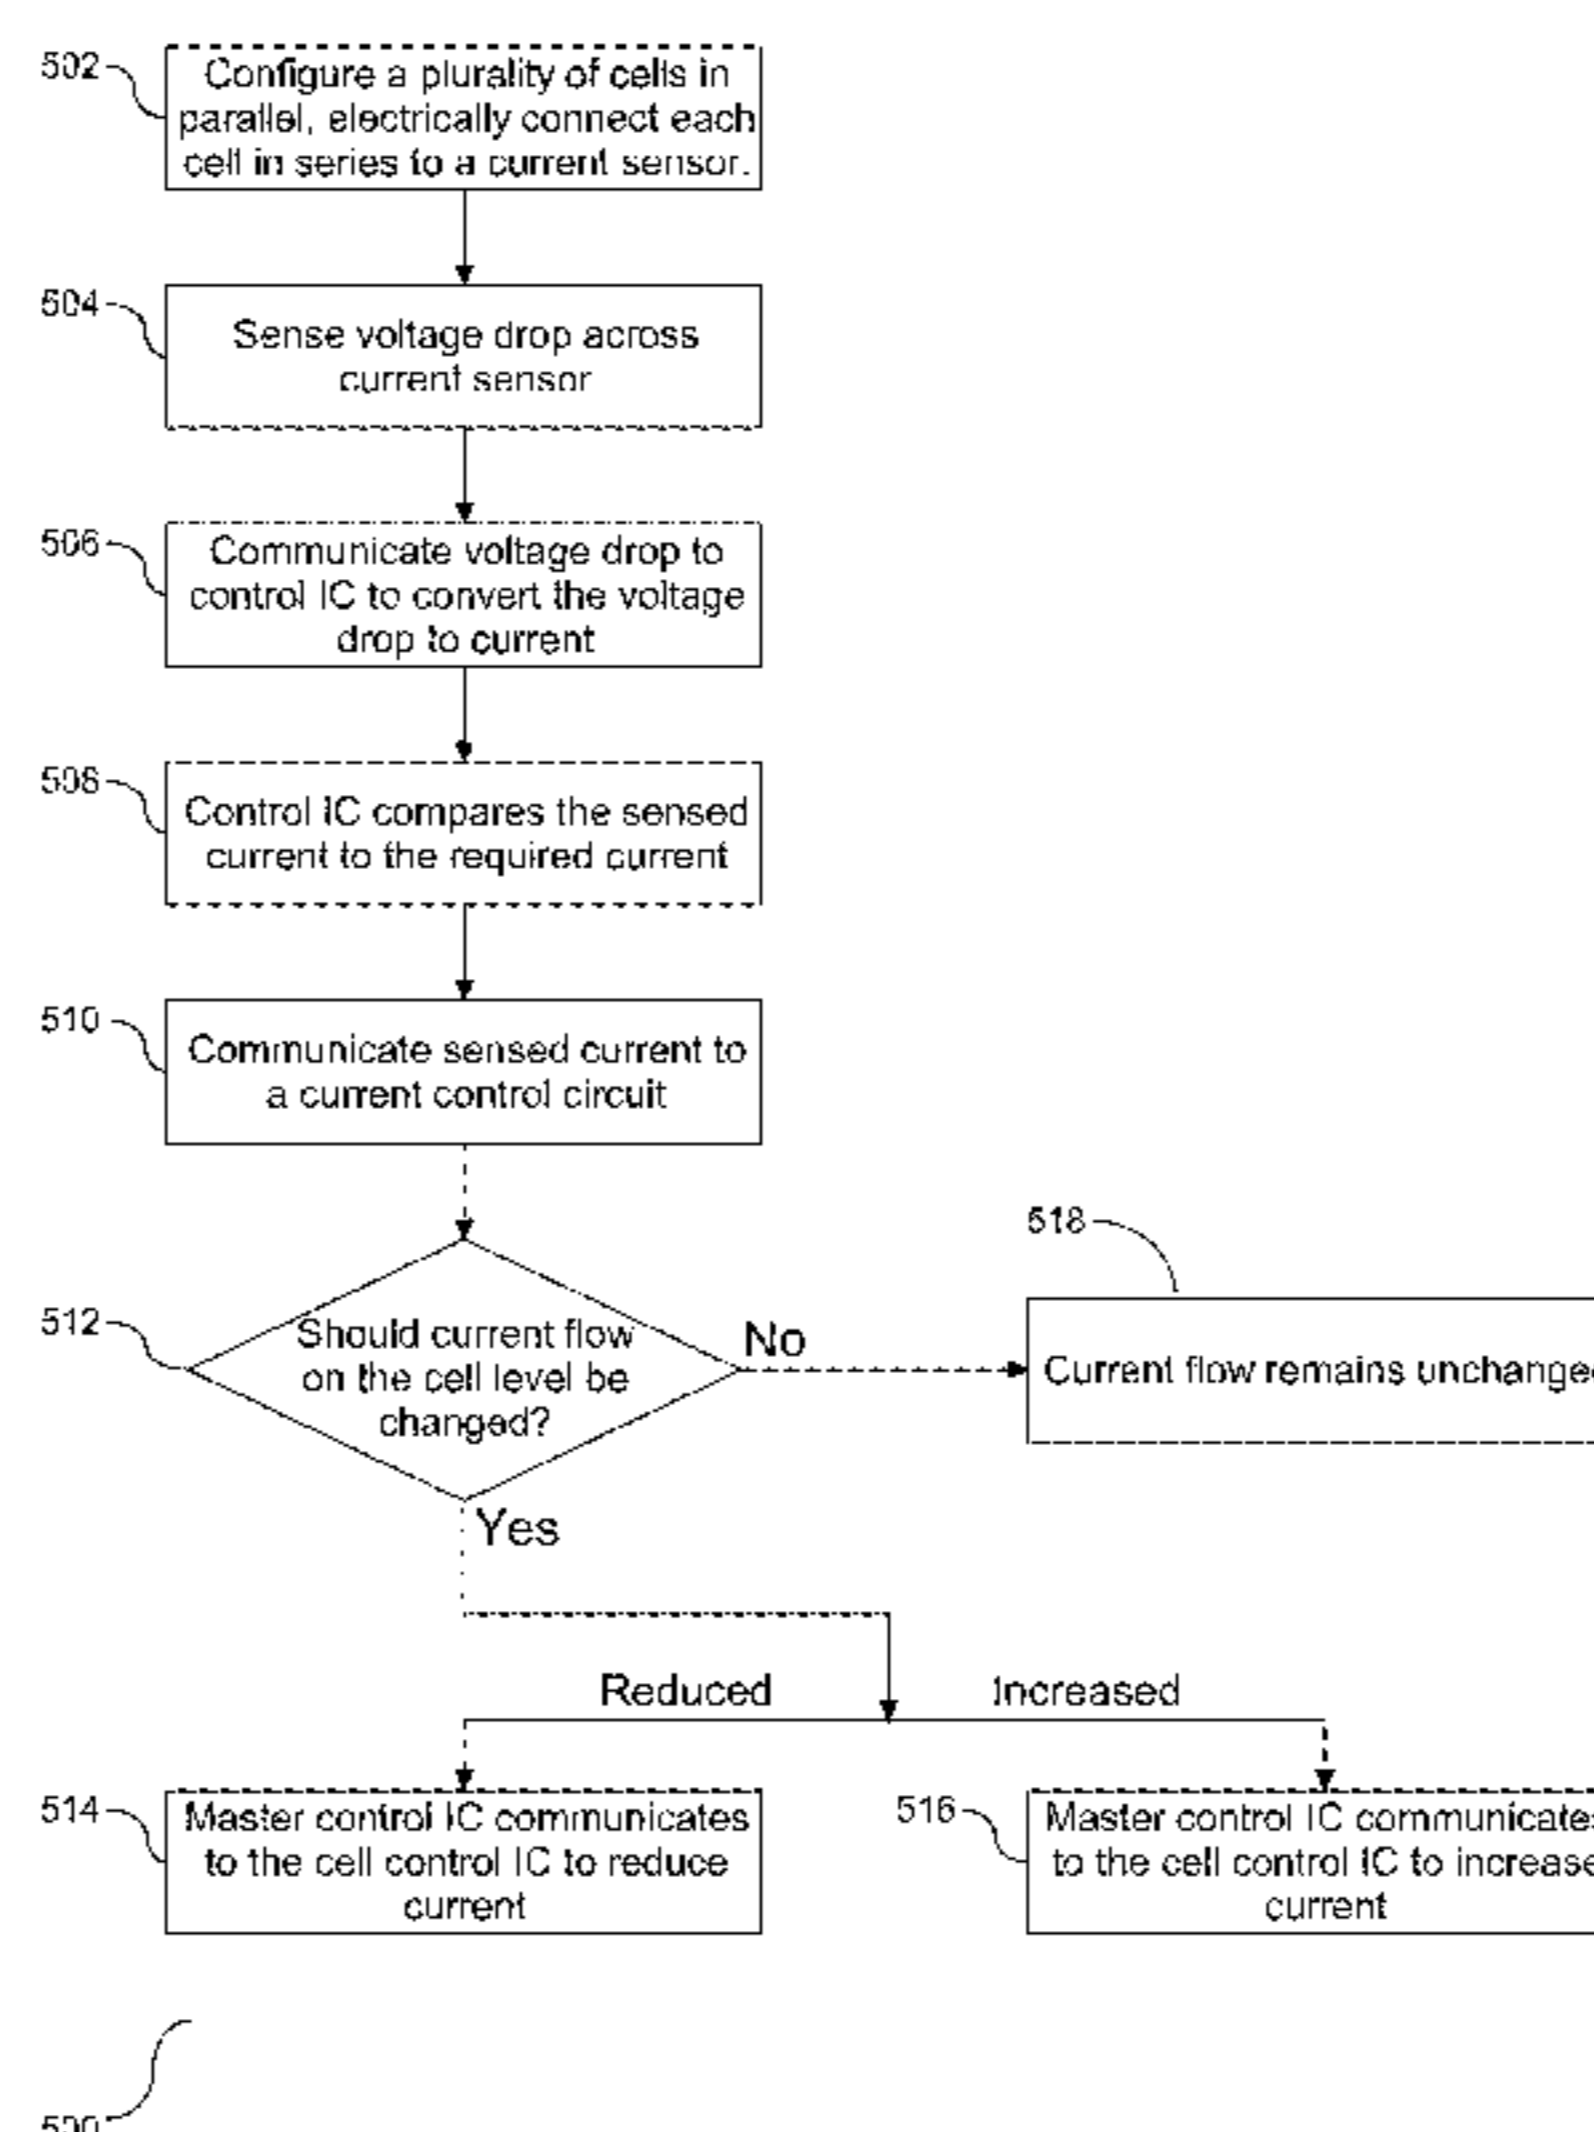 502
Configure a plurality of cells in
parallel, electrically connect each
cell in series to a current sensor.
504
Sense voltage drop across
current sensor
506
Communicate voltage drop to
control IC to convert the voltage
drop to current
508
Control IC compares the sensed
current to the required current
510
Communicate sensed current to
a current control circuit
518
512
Should current flow
on the cell level be
changed?
No
Current flow remains
Yes
Reduced
Increased
514
Master control IC communicates
to the cell control IC to reduce
current
516
Master control IC communicates
to the cell control IC to increase
current